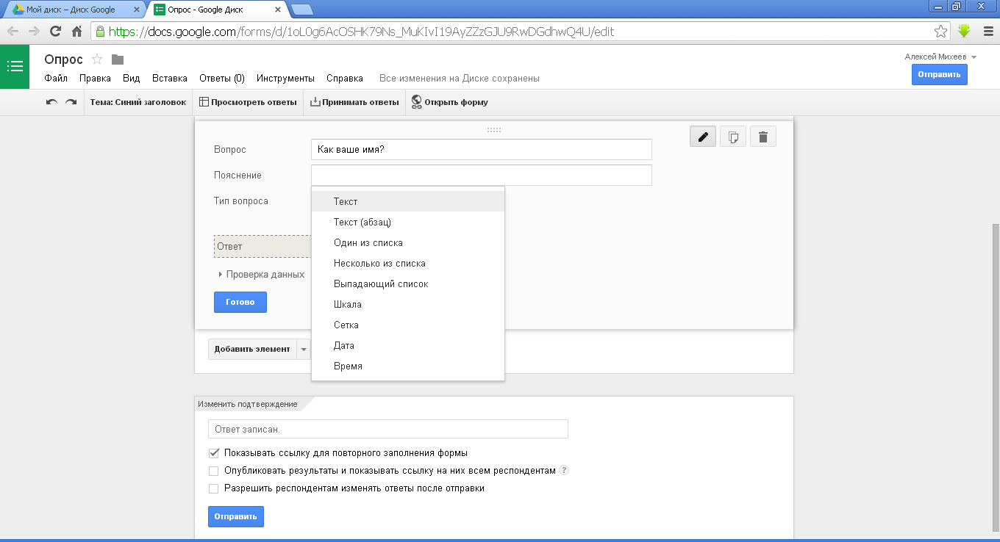 Мой диск – Диск Google
Опрос - Google Диск
https://docs.google.com/forms/d/1oL0g6AcOSHK79Ns_MuKIvI19AyZZzGJU9RwDGdhwQ4U/edit
Опрос
Алексей Михеев
Файл Правка Вид Вставка Ответы (0) Инструменты Справка Все изменения на Диске сохранены
Отправить
Тема: Синий заголовок Просмотреть ответы Принимать ответы Открыть форму
Вопрос Как ваше имя?
Пояснение
Тип вопроса
Текст
Текст (абзац)
Один из списка
Несколько из списка
Выпадающий список
Шкала
Сетка
Дата
Время
Ответ
Проверка данных
Готово
Добавить элемент
Изменить подтверждение
Ответ записан.
Показывать ссылку для повторного заполнения формы
Опубликовать результаты и показывать ссылку на них всем респондентам ?
Разрешить респондентам изменять ответы после отправки
Отправить